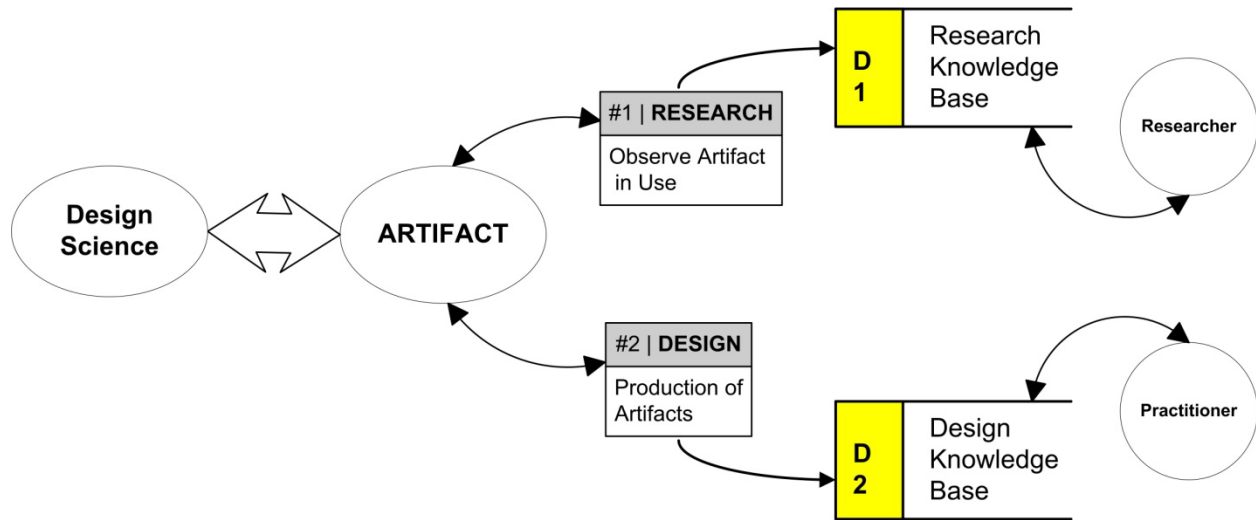 Design
Science
ARTIFACT
#1 | RESEARCH
Observe Artifact
in Use
D
1
Research
Knowledge
Base
Researcher
#2 | DESIGN
Production of
Artifacts
D
2
Design
Knowledge
Base
Practitioner